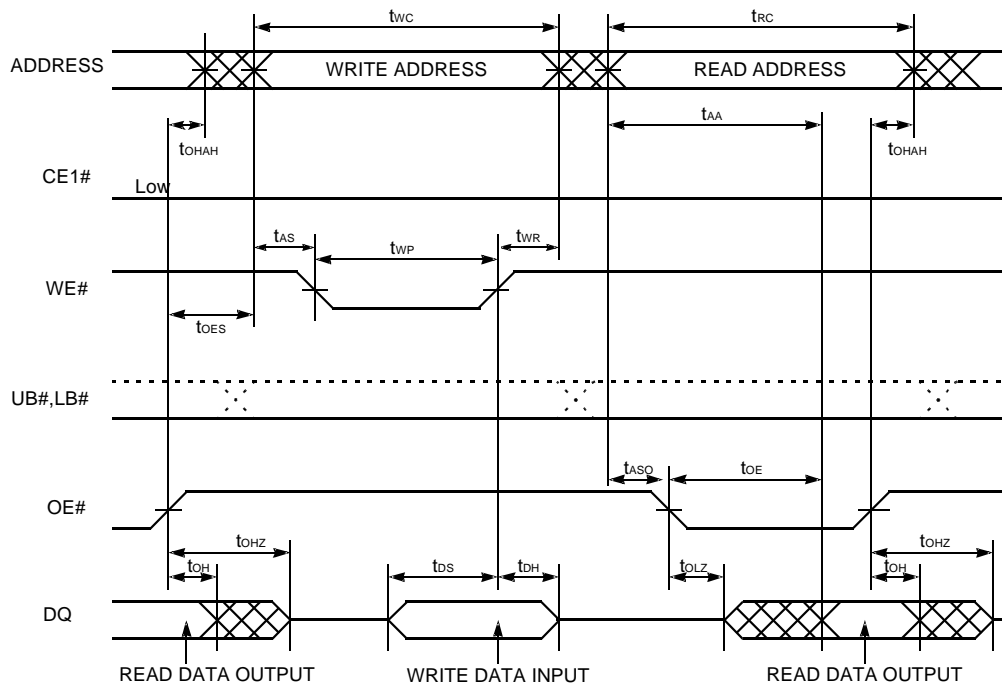 tWC tRC
ADDRESS WRITE ADDRESS READ ADDRESS
tOHAH tAA tOHAH
CE1# Low
tAS tWP tWR
WE#
tOES
UB#,LB#
tASO tOE
OE#
tOHZ tOHZ
tOH tDS tDH tOLZ tOH
DQ
READ DATA OUTPUT WRITE DATA INPUT READ DATA OUTPUT